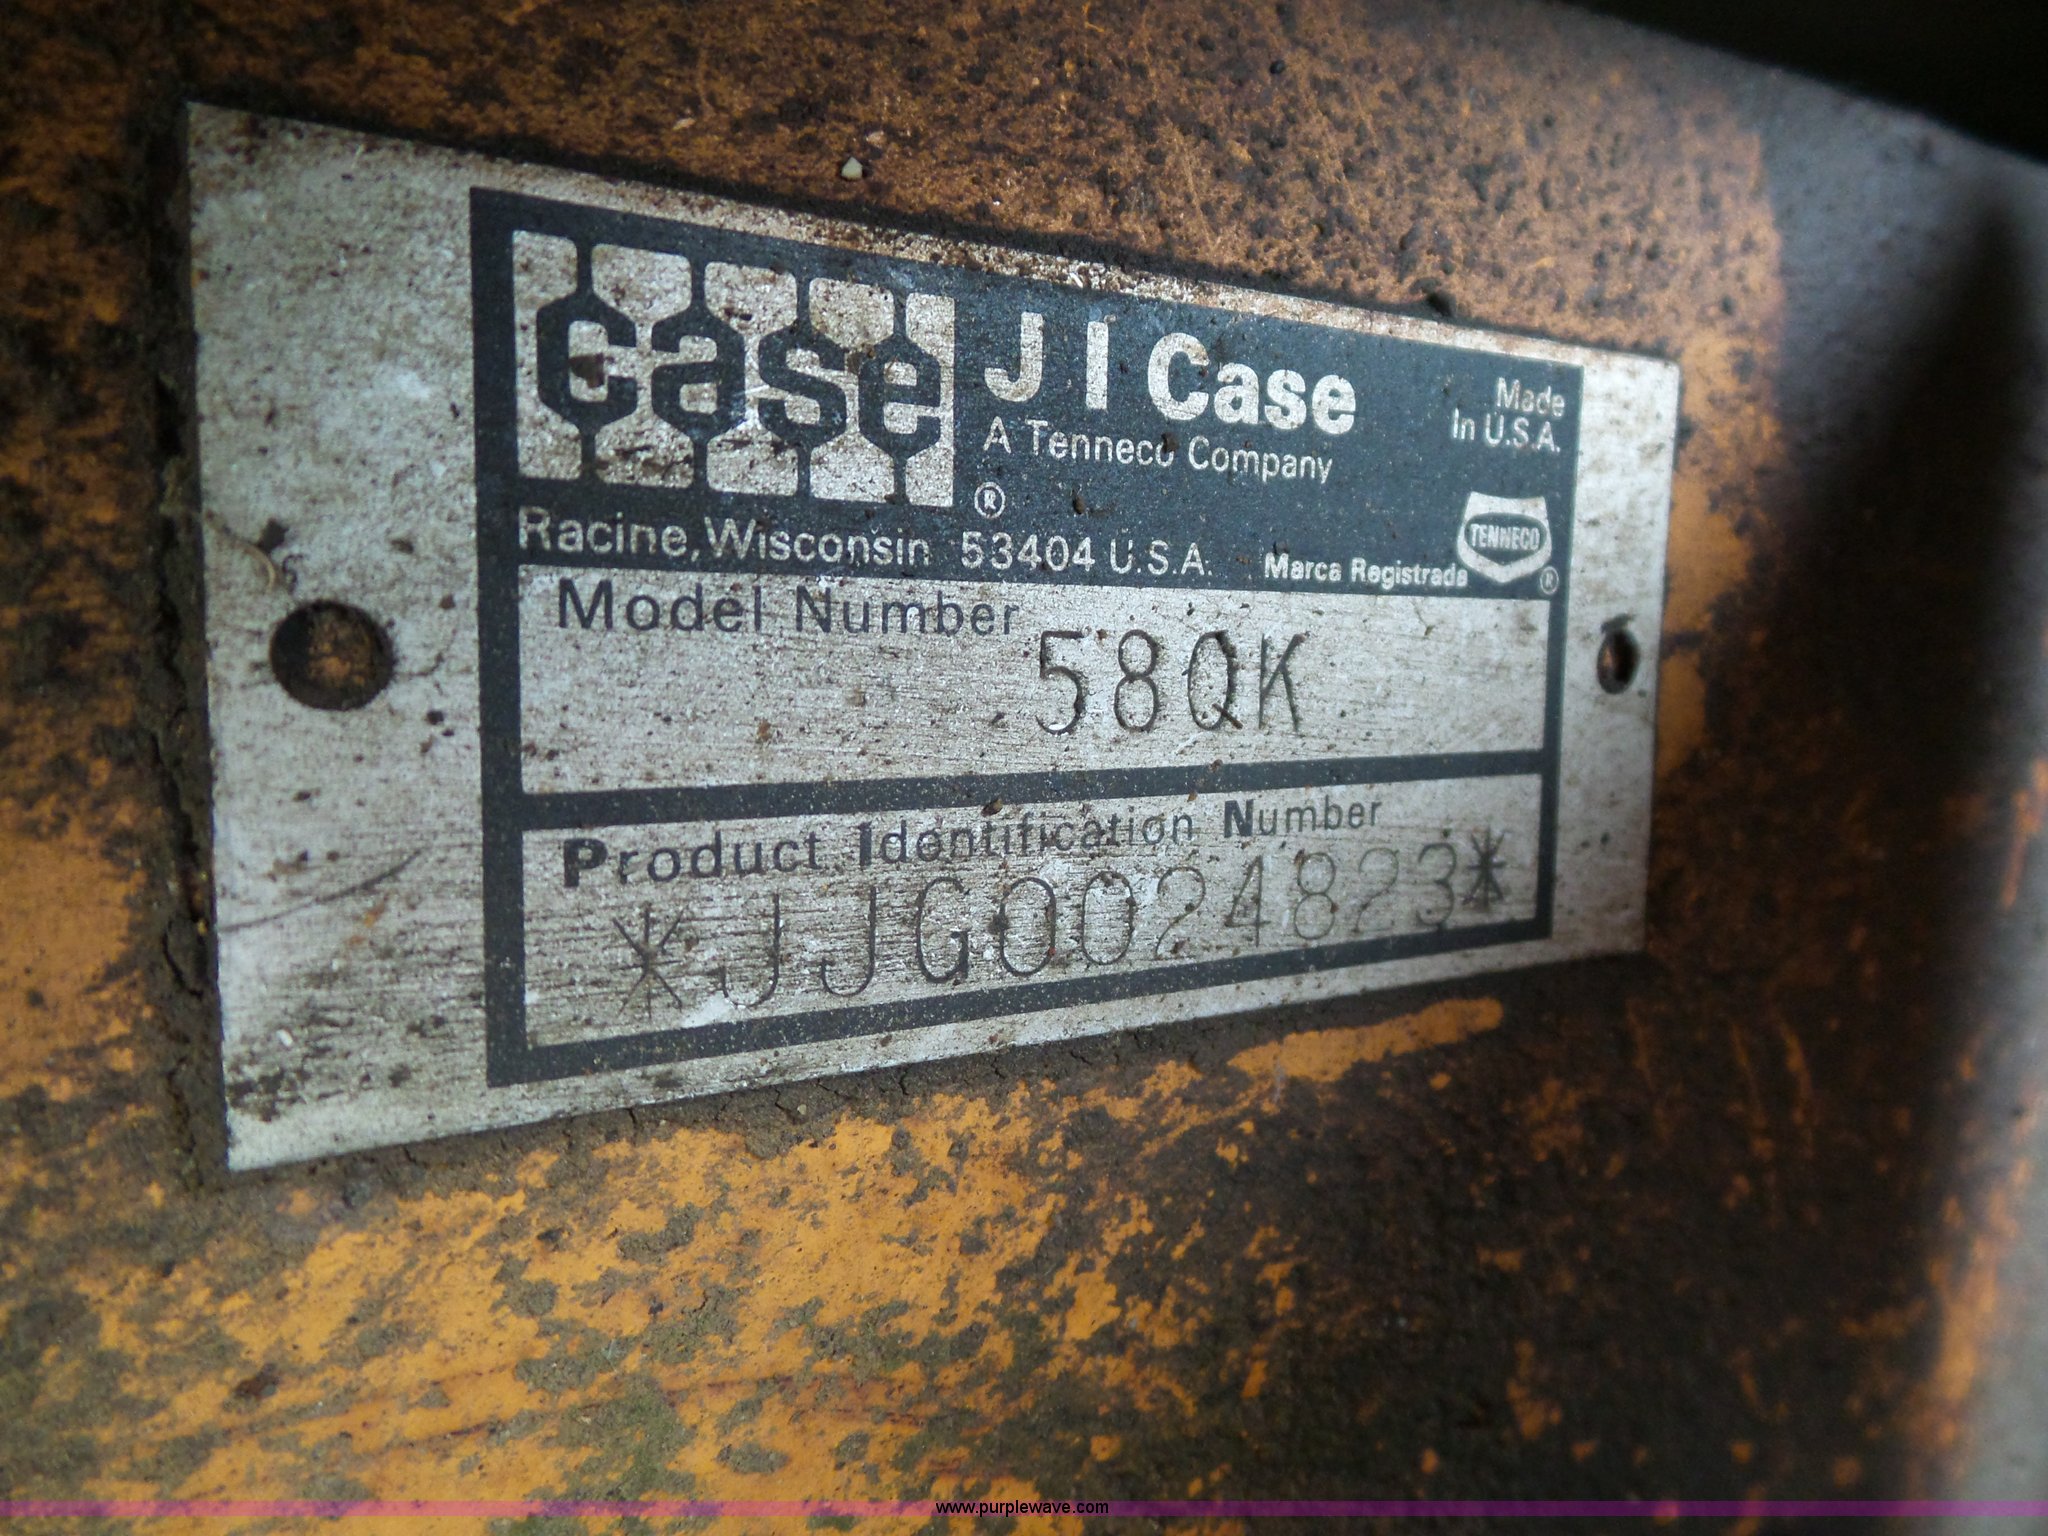 case
J I Case
A Tenneco Company
Made
In U.S.A.
®
Racine, Wisconsin 53404 U.S.A.
Marca Registrada
TENNECO
®
Model Number
58QK
Product Identification Number
*JJG0024823*
www.purplewave.com